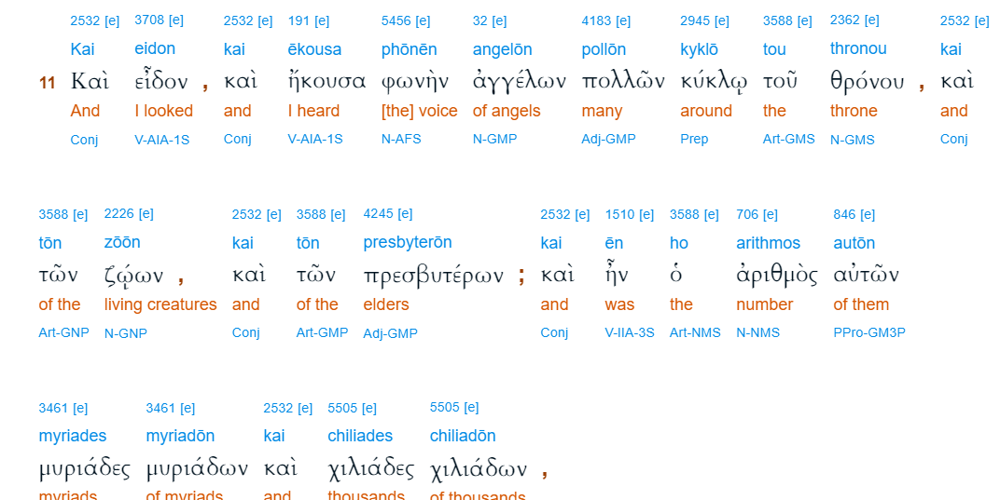 2532 [e] 3708 [e] 2532 [e] 191 [e] 5456 [e] 32 [e] 4183 [e] 2945 [e] 3588 [e] 2362 [e] 2532 [e]
Kai eidon kai ēkousa phōnēn angelōn pollōn kyklō tou thronou kai
11 Καὶ εἶδον , καὶ ἤκουσα φωνὴν ἀγγέλων πολλῶν κύκλῳ τοῦ θρόνου , καὶ
And I looked and I heard [the] voice of angels many around the throne and
Conj V-AIA-1S Conj V-AIA-1S N-AFS N-GMP Adj-GMP Prep Art-GMS N-GMS Conj
3588 [e] 2226 [e] 2532 [e] 3588 [e] 4245 [e] 2532 [e] 1510 [e] 3588 [e] 706 [e] 846 [e]
tōn zōōn kai tōn presbyterōn kai ēn ho arithmos autōn
τῶν ζῴων , καὶ τῶν πρεσβυτέρων ; καὶ ἦν ὁ ἀριθμὸς αὐτῶν
of the living creatures and of the elders and was the number of them
Art-GNP N-GNP Conj Art-GMP Adj-GMP Conj V-IIA-3S Art-NMS N-NMS PPro-GM3P
3461 [e] 3461 [e] 2532 [e] 5505 [e] 5505 [e]
myriades myriadōn kai chiliades chiliadōn
μυριάδες μυριάδων καὶ χιλιάδες χιλιάδων ,
myriads of myriads and thousands of thousands